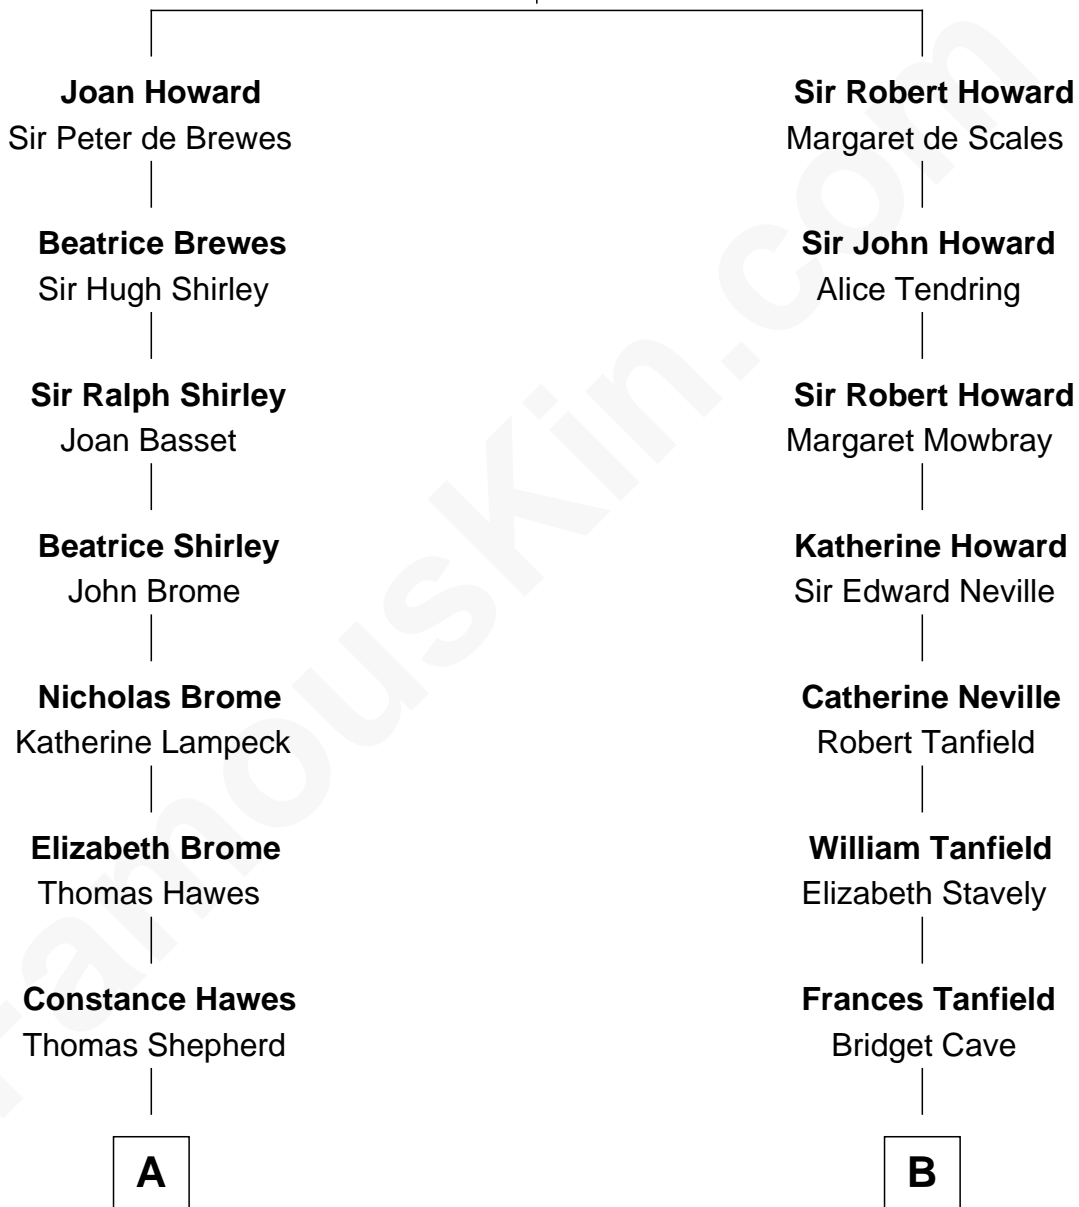 Joan Howard
Sir Peter de Brewes
Sir Robert Howard
Margaret de Scales
Beatrice Brewes
Sir Hugh Shirley
Sir John Howard
Alice Tendring
Sir Ralph Shirley
Joan Basset
Sir Robert Howard
Margaret Mowbray
Beatrice Shirley
John Brome
Katherine Howard
Sir Edward Neville
Nicholas Brome
Katherine Lampeck
Catherine Neville
Robert Tanfield
Elizabeth Brome
Thomas Hawes
William Tanfield
Elizabeth Stavely
Constance Hawes
Thomas Shepherd
Frances Tanfield
Bridget Cave
A
B
FamousKin.com